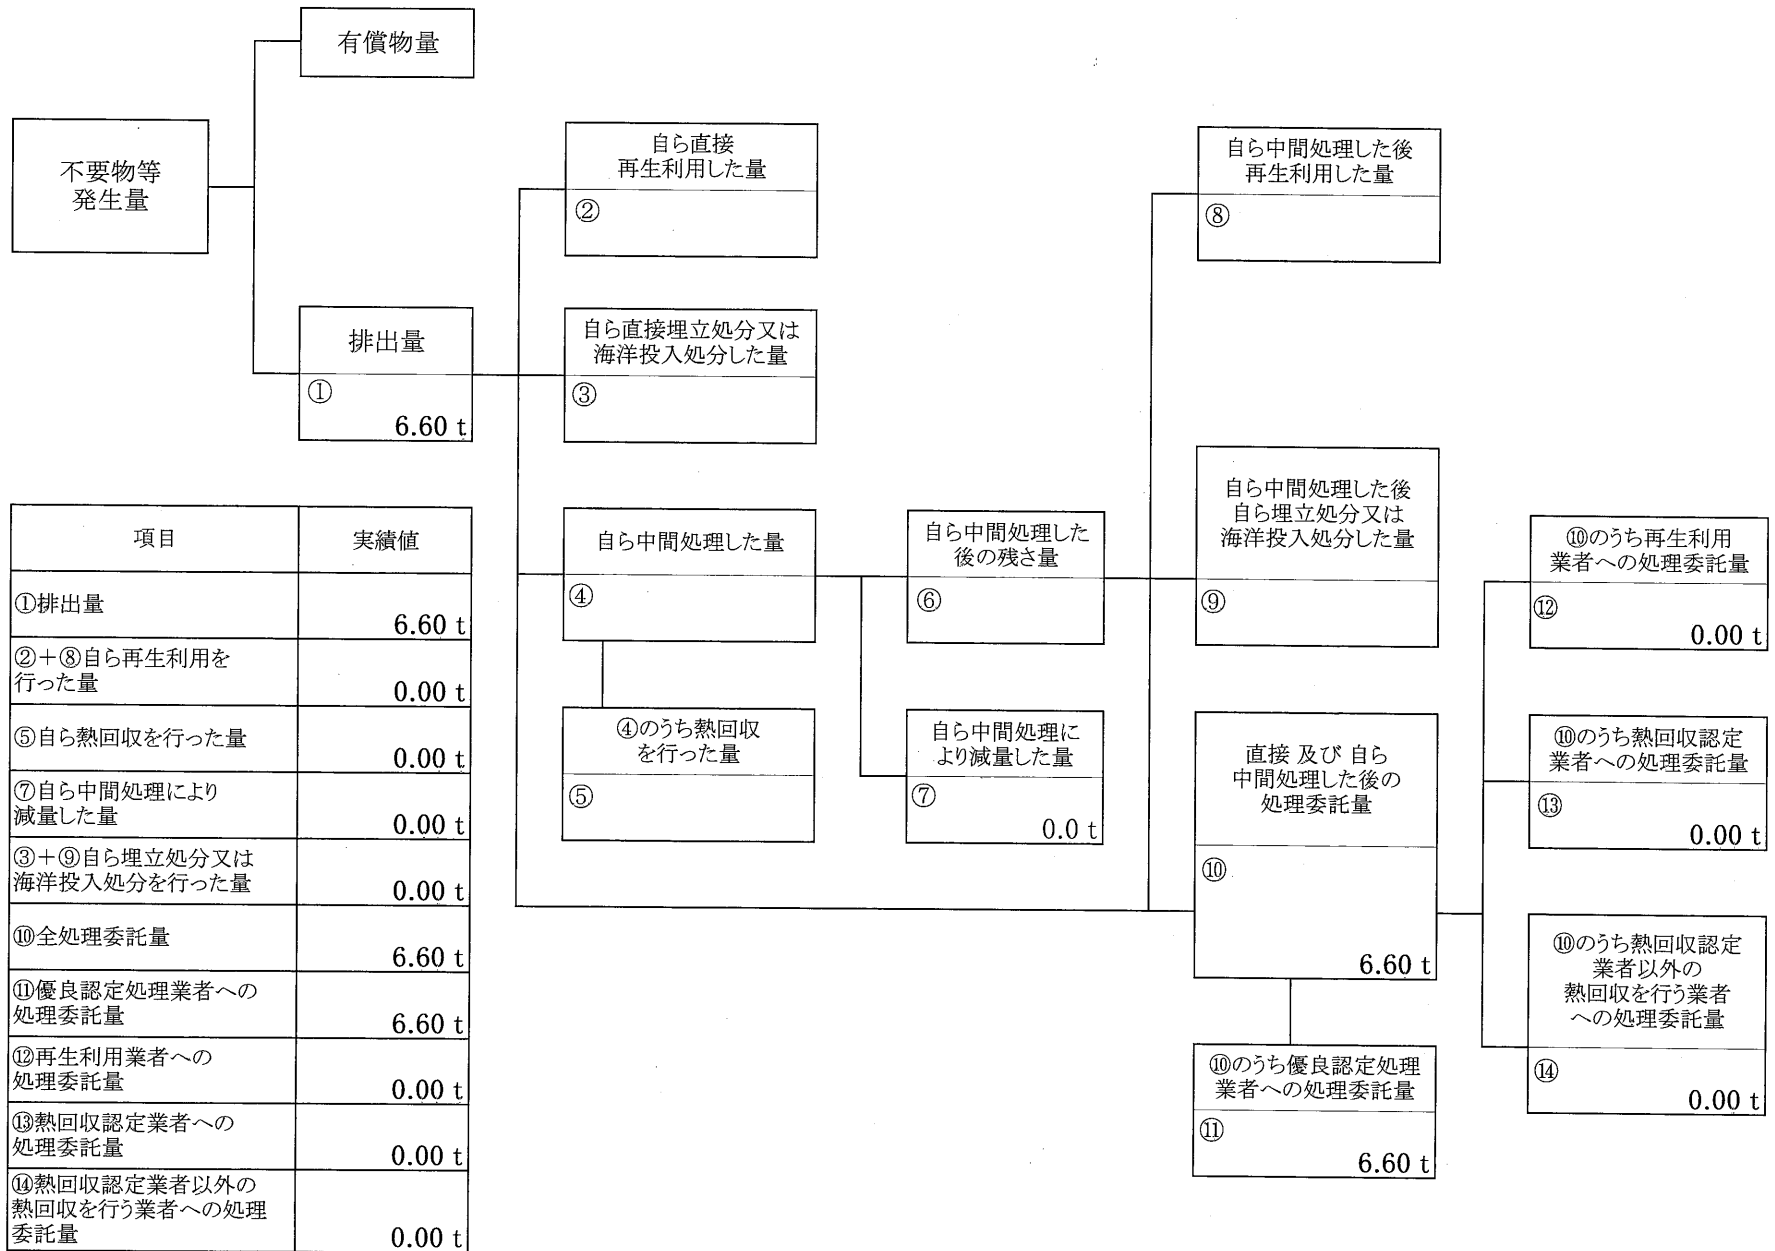 有償物量
不要物等
発生量
排出量
①
6.60 t
自ら直接
再生利用した量
②
自ら直接埋立処分又は
海洋投入処分した量
③
自ら中間処理した量
④
④のうち熱回収
を行った量
⑤
自ら中間処理した
後の残さ量
⑥
自ら中間処理に
より減量した量
⑦
0.0 t
自ら中間処理した後
再生利用した量
⑧
自ら中間処理した後
自ら埋立処分又は
海洋投入処分した量
⑨
直接 及び 自ら
中間処理した後の
処理委託量
⑩
6.60 t
⑩のうち優良認定処理
業者への処理委託量
⑪
6.60 t
⑩のうち再生利用
業者への処理委託量
⑫
0.00 t
⑩のうち熱回収認定
業者への処理委託量
⑬
0.00 t
⑩のうち熱回収認定
業者以外の
熱回収を行う業者
への処理委託量
⑭
0.00 t
項目 実績値
①排出量
6.60 t
②+⑧自ら再生利用を
行った量
0.00 t
⑤自ら熱回収を行った量
0.00 t
⑦自ら中間処理により
減量した量
0.00 t
③+⑨自ら埋立処分又は
海洋投入処分を行った量
0.00 t
⑩全処理委託量
6.60 t
⑪優良認定処理業者への
処理委託量
6.60 t
⑫再生利用業者への
処理委託量
0.00 t
⑬熱回収認定業者への
処理委託量
0.00 t
⑭熱回収認定業者以外の
熱回収を行う業者への処理
委託量
0.00 t